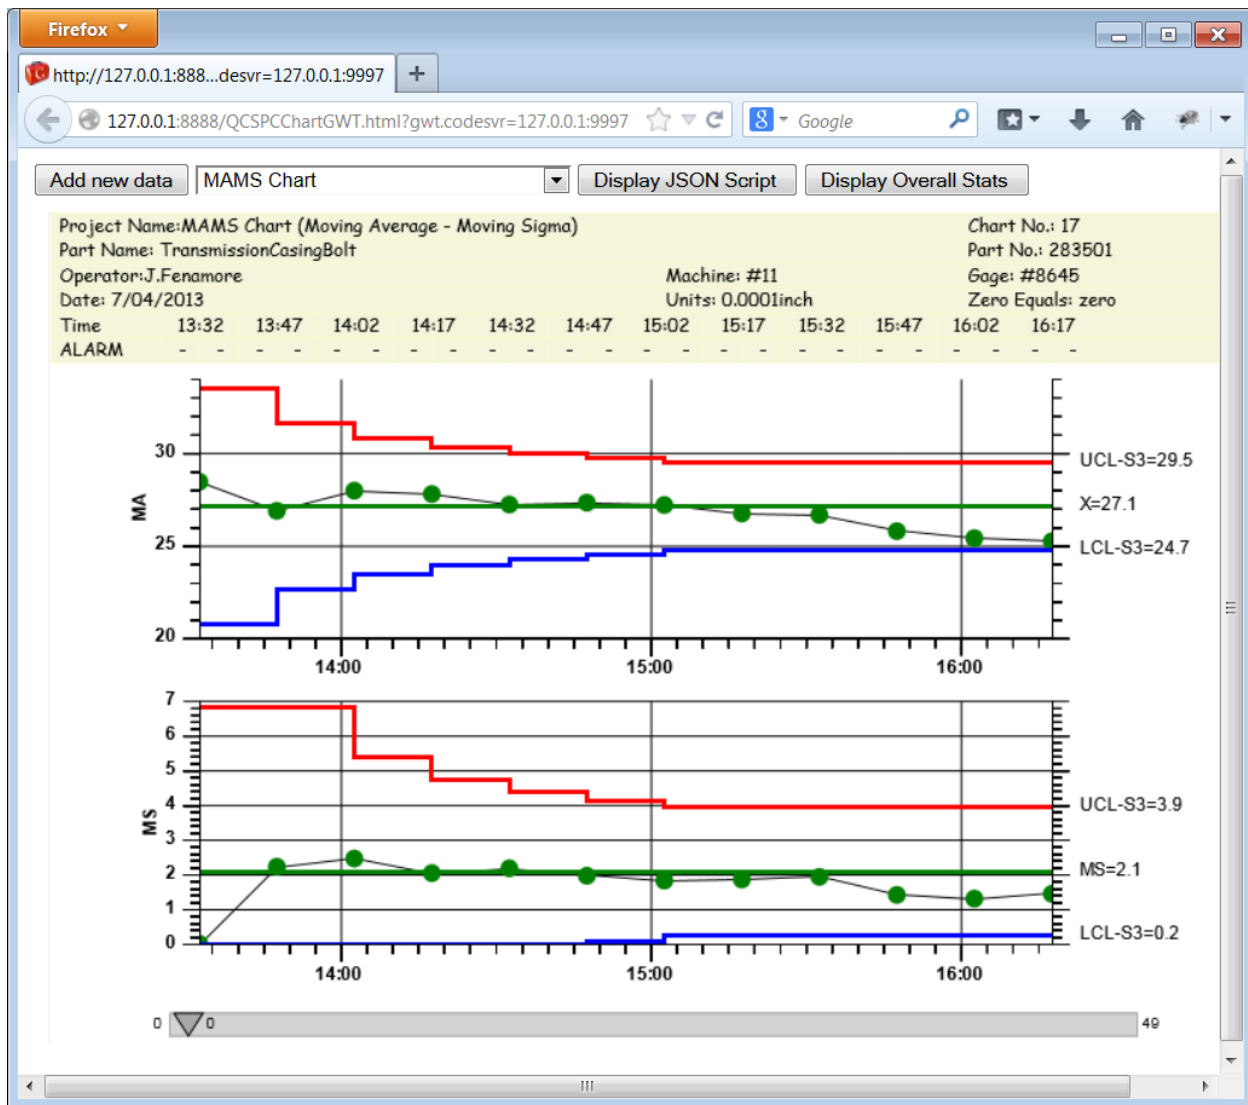 Firefox
http://127.0.0.1:888...desvr=127.0.0.1:9997
127.0.0.1:8888/QCSPCChartGWT.html?gwt.codesvr=127.0.0.1:9997 8 Google
Add new data MAMS Chart Display JSON Script Display Overall Stats
Project Name:MAMS Chart (Moving Average - Moving Sigma) Chart No.: 17
Part Name: TransmissionCasingBolt Part No.: 283501
Operator:J.Fenamore Machine: #11 Gage: #8645
Date: 7/04/2013 Units: 0.0001inch Zero Equals: zero
Time 13:32 13:47 14:02 14:17 14:32 14:47 15:02 15:17 15:32 15:47 16:02 16:17
ALARM - - - - - - - - - - - - - - - - - - - - - - - -
30
UCL-S3=29.5
MA
X=27.1
25
LCL-S3=24.7
20
14:00 15:00 16:00
7
6
5
4
UCL-S3=3.9
MS
3
2
MS=2.1
1
LCL-S3=0.2
0
14:00 15:00 16:00
0 0 49